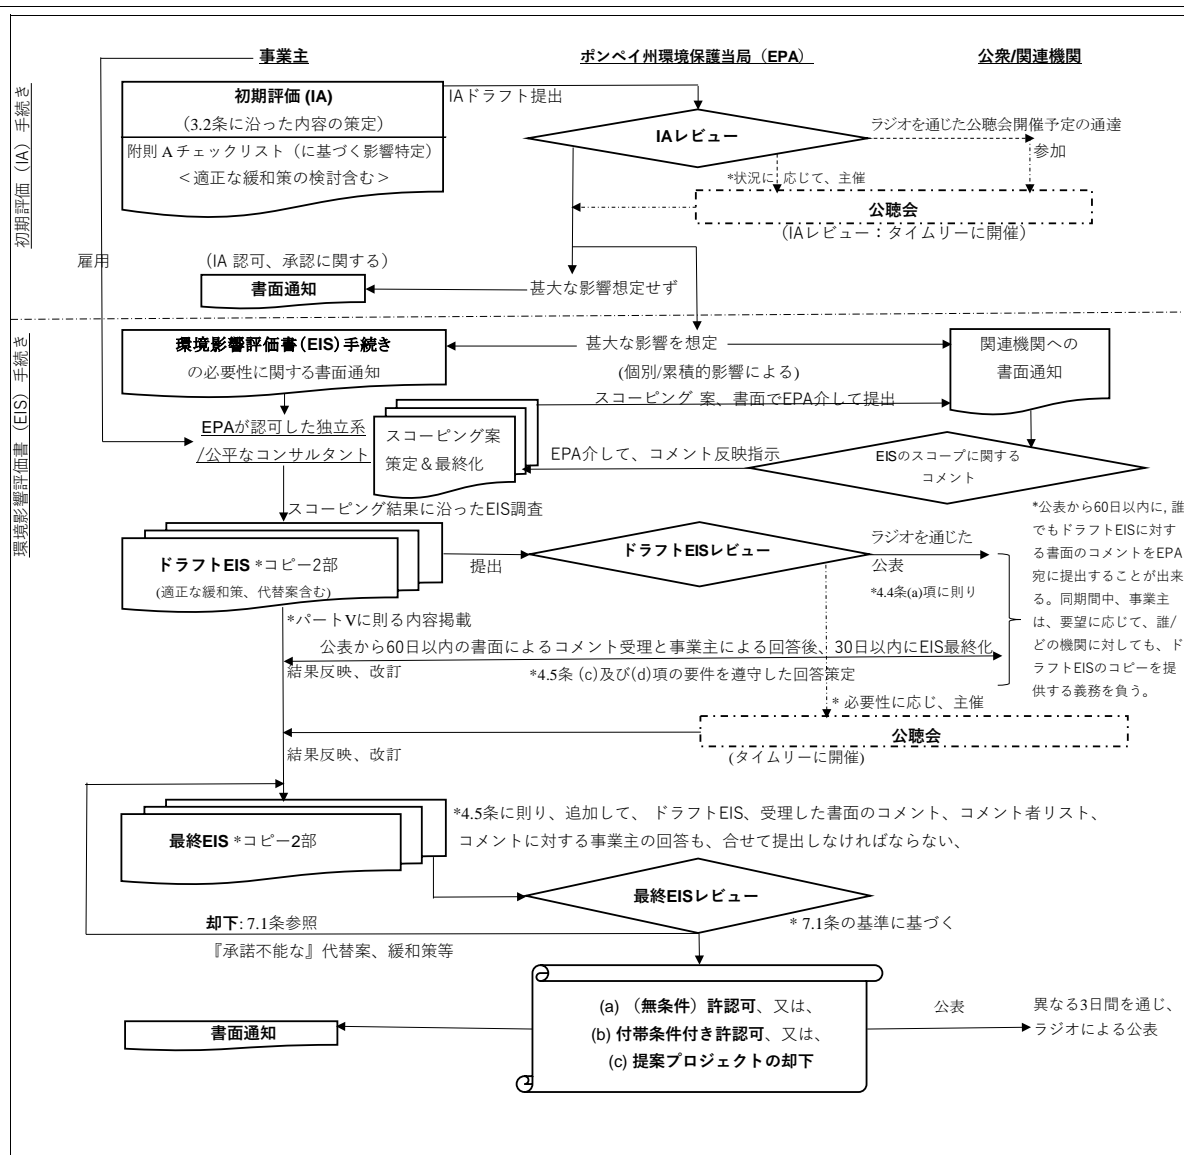 事業主
ポンペイ州環境保護当局（EPA）
公衆/関連機関
初期評価（IA）手続き
初期評価 (IA)
（3.2条に沿った内容の策定）
附則 A チェックリスト（に基づく影響特定）
＜適正な緩和策の検討含む＞
IAドラフト提出
IAレビュー
ラジオを通じた公聴会開催予定の通達
参加
*状況に 応じて、主催
公聴会
（IAレビュー：タイムリーに開催）
雇用
（IA 認可、承認に関する）
書面通知
甚大な影響想定せず
環境影響評価書（EIS）手続き
環境影響評価書（EIS）手続き
の必要性に関する書面通知
甚大な影響を想定
(個別/累積的影響による)
関連機関への
書面通知
スコーピング 案、書面でEPA介して提出
EPAが認可した独立系
/公平なコンサルタント
スコーピング案
策定＆最終化
EPA介して、コメント反映指示
EISのスコープに関する
コメント
スコーピング結果に沿ったEIS調査
ドラフトEIS *コピー2部
(適正な緩和策、代替案含む)
提出
ドラフトEISレビュー
ラジオを通じた
公表
*4.4条(a)項に則り
*公表から60日以内に, 誰
でもドラフトEISに対す
る書面のコメントをEPA
宛に提出することが出来
る。同期間中、事業主
は、要望に応じて、誰/
どの機関に対しても、ド
ラフトEISのコピーを提
供する義務を負う。
*パートVに則る内容掲載
公表から60日以内の書面によるコメント受理と事業主による回答後、30日以内にEIS最終化
結果反映、改訂
*4.5条 (c)及び(d)項の要件を遵守した回答策定
* 必要性に応じ、主催
公聴会
(タイムリーに開催)
結果反映、改訂
最終EIS *コピー2部
*4.5条に則り、追加して、 ドラフトEIS、受理した書面のコメント、コメント者リスト、
コメントに対する事業主の回答も、合せて提出しなければならない、
最終EISレビュー
* 7.1条の基準に基づく
却下: 7.1条参照
『承諾不能な』代替案、緩和策等
(a) （無条件）許認可、又は、
(b) 付帯条件付き許認可、又は、
(c) 提案プロジェクトの却下
書面通知
公表
異なる3日間を通じ、
ラジオによる公表